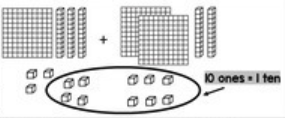 +
10 ones = 1 ten